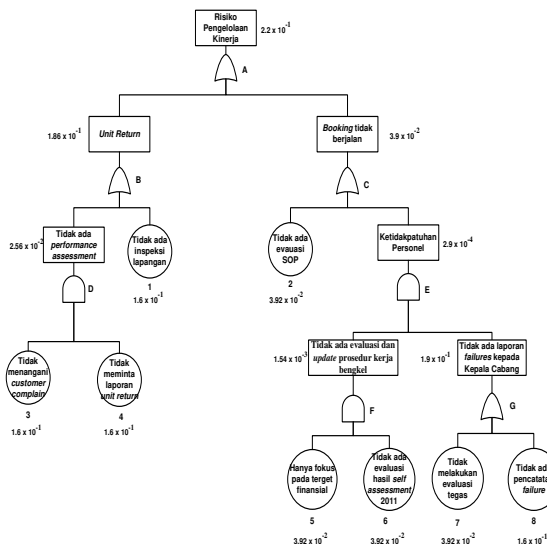 Risiko
Pengelolaan
Kinerja
2.2 x 10⁻¹
A
1.86 x 10⁻¹
Unit Return
Booking tidak
berjalan
3.9 x 10⁻²
B
C
2.56 x 10⁻²
Tidak ada
performance
assessment
Tidak ada
inspeksi
lapangan
1
1.6 x 10⁻¹
Tidak ada
evauasi
SOP
2
3.92 x 10⁻²
Ketidakpatuhan
Personel
2.9 x 10⁻⁴
D
E
Tidak
menangani
customer
complain
3
1.6 x 10⁻¹
Tidak
meminta
laporan
unit return
4
1.6 x 10⁻¹
1.54 x 10⁻³
Tidak ada evaluasi dan
update prosedur kerja
bengkel
1.9 x 10⁻¹
Tidak ada laporan
failures kepada
Kepala Cabang
F
G
Hanya fokus
pada terget
finansial
5
3.92 x 10⁻²
Tidak ada
evaluasi
hasil self
assessment
2011
6
3.92 x 10⁻²
Tidak
melakukan
evaluasi
tegas
7
3.92 x 10⁻²
Tidak ada
pencatatan
failure
8
1.6 x 10⁻¹